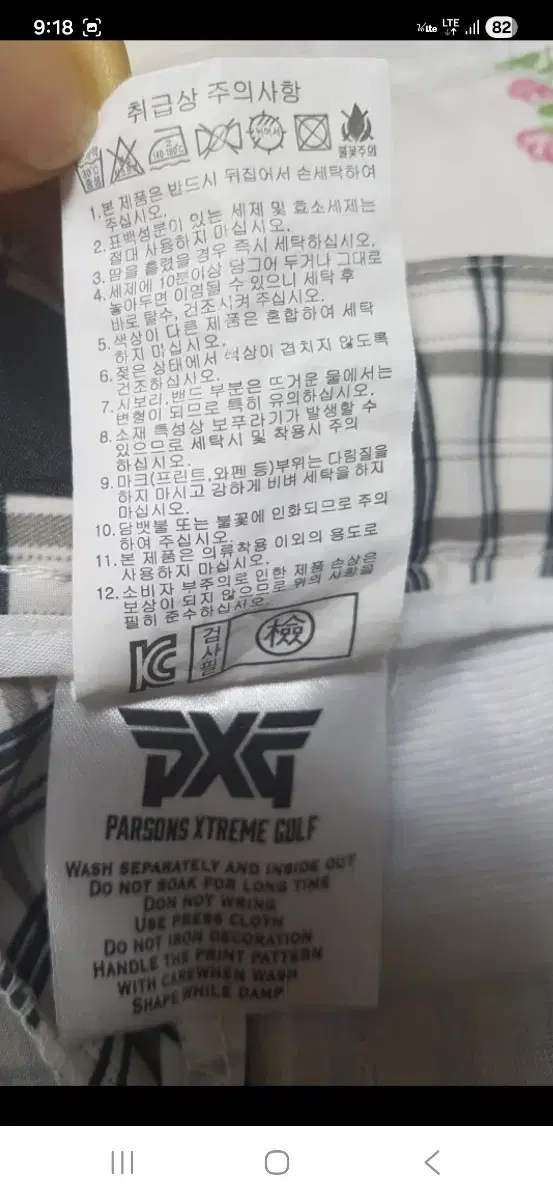 9:18
LTE
82
취급상 주의사항
불꽃주의
1.본 제품은 반드시 뒤집어서 손세탁하여
주십시오.
2. 표백성분이 있는 세제 및 효소세제는
절대 사용하지 마십시오.
3. 땀을 흘렸을 경우 즉시 세탁하십시오.
4. 세제에 10분이상 담그어 두거나 그대로
놓아두면 이염될 수 있으니 세탁 후
바로 탈수, 건조시켜 주십시오.
5. 색상이 다른 제품은 혼합하여 세탁
하지 마십시오.
6. 젖은 상태에서 색상이 겹치지 않도록
건조하십시오.
7. 시보리,밴드 부분은 뜨거운 물에서는
변형이 되므로 특히 유의하십시오.
8. 소재 특성상 보푸라기가 발생할 수
있으므로 세탁시 및 착용시 주의
하십시오.
9. 마크(프린트,와펜 등)부위는 다림질을
하지 마시고 강하게 비벼 세탁을 하지
마십시오.
10. 담뱃불 또는 불꽃에 인화되므로 주의
하여 주십시오.
11. 본 제품은 의류착용 이외의 용도로
사용하지 마십시오.
12. 소비자 부주의로 인한 제품 손상은
보상이 되지 않으므로 위의 사항을
필히 준수하십시오.
검사필
檢
PXG
PARSONS XTREME GOLF
WASH SEPARATELY AND INSIDE OUT
DO NOT SOAK FOR LONG TIME
DON NOT WRING
USE PRESS CLOTH
DO NOT IRON DECORATION
HANDLE THE PRINT PATTERN
WITH CAREWHEN WASH
SHAPE WHILE DAMP